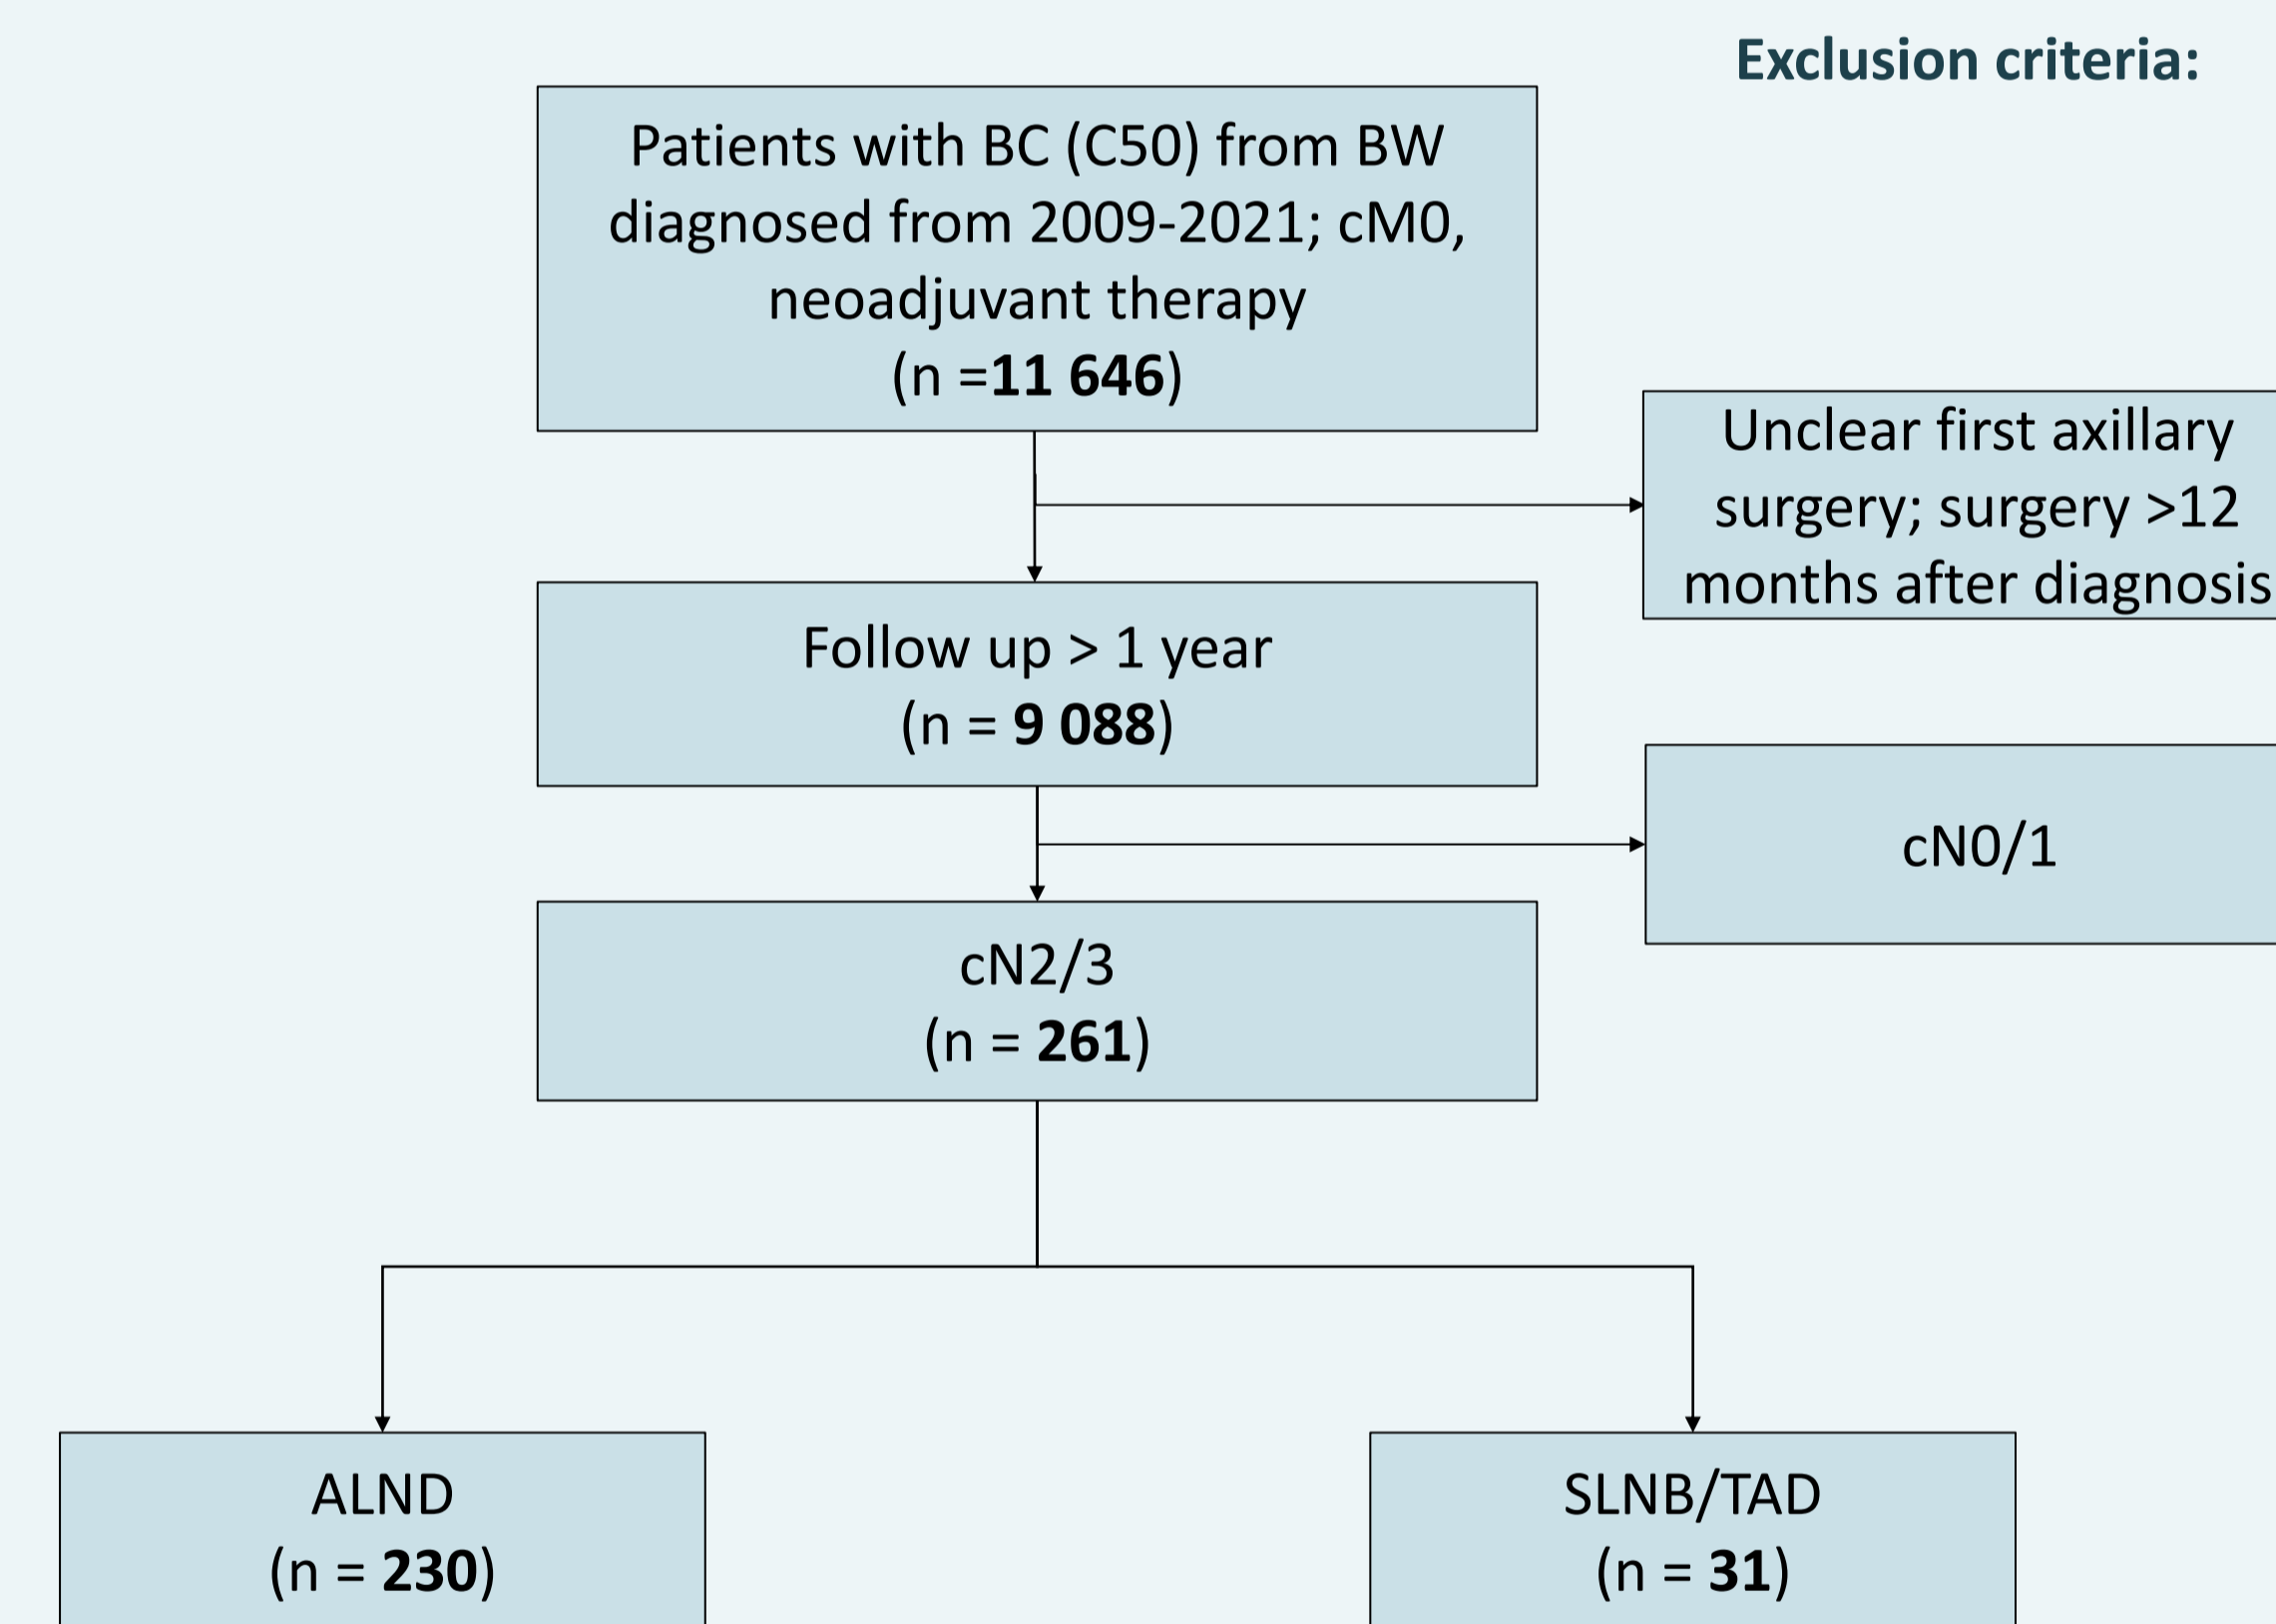 Exclusion criteria:
Patients with BC (C50) from BW
diagnosed from 2009-2021; cM0,
neoadjuvant therapy
(n =11 646)
Unclear first axillary
surgery; surgery >12
months after diagnosis
Follow up > 1 year
(n = 9 088)
cN0/1
cN2/3
(n = 261)
ALND
(n = 230)
SLNB/TAD
(n = 31)